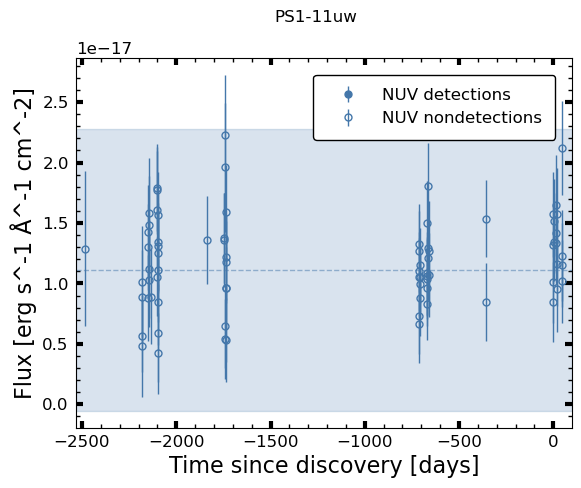 PS1-11uw
1e−17
NUV detections
NUV nondetections
Flux [erg s^-1 Å^-1 cm^-2]
2.5
2.0
1.5
1.0
0.5
0.0
−2500 −2000 −1500 −1000 −500 0
Time since discovery [days]